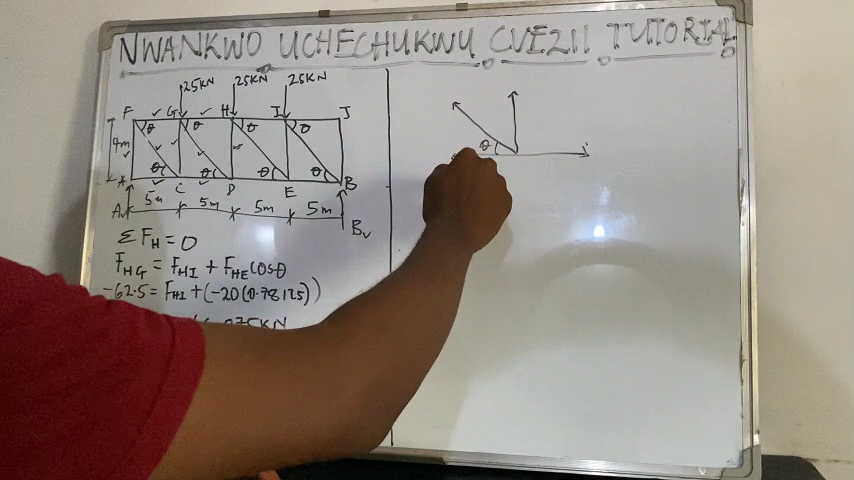 NWANKWO UCHECHUKWU CVE211 TUTORIAL
25KN 25KN 25KN
F G H I J
θ θ θ θ
4m
θ θ θ θ
A C D E B
5m 5m 5m 5m
Av Bv
ΣFH = 0
FHG = FHI + FHE COSθ
-62.5 = FHI + (-20(0.78125))
θ